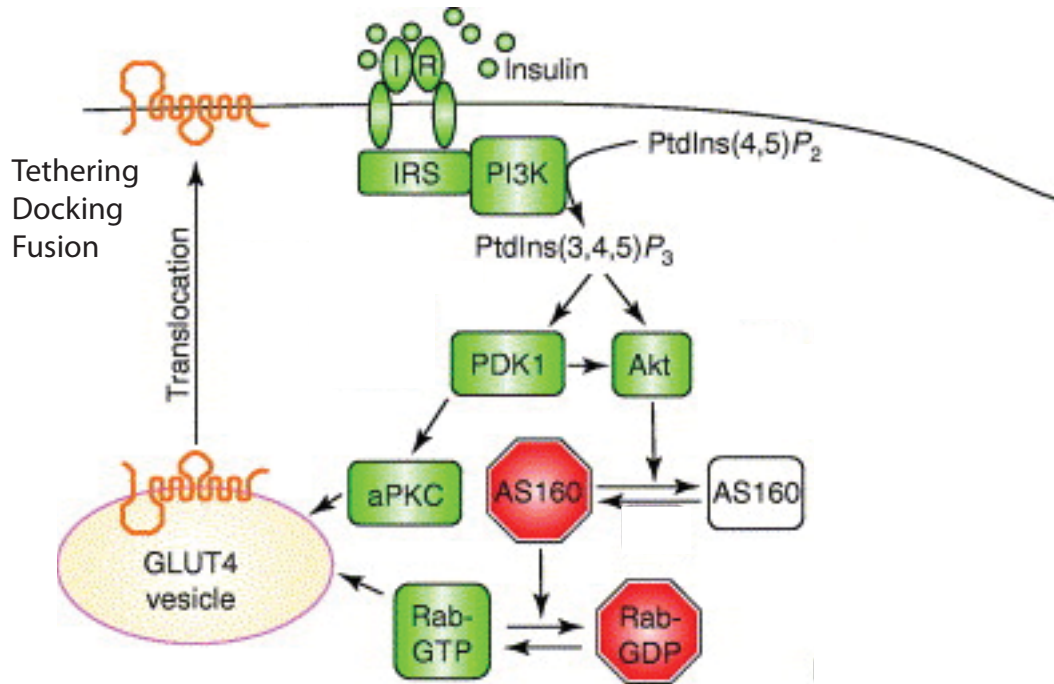 I R
Insulin
PtdIns(4,5)P2
IRS
PI3K
Tethering
Docking
Fusion
PtdIns(3,4,5)P3
Translocation
PDK1
Akt
aPKC
AS160
AS160
GLUT4
vesicle
Rab-
GTP
Rab-
GDP